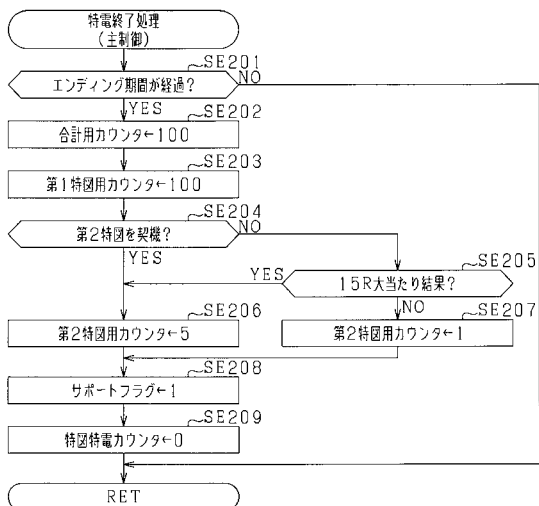 特電終了処理
(主制御)
SE201
エンディング期間が経過?
NO
YES
SE202
合計用カウンタ←100
SE203
第1特図用カウンタ←100
SE204
第2特図を契機?
NO
YES
SE205
15R大当たり結果?
YES
NO
SE206
第2特図用カウンタ←5
SE207
第2特図用カウンタ←1
SE208
サポートフラグ←1
SE209
特図特電カウンタ←0
RET